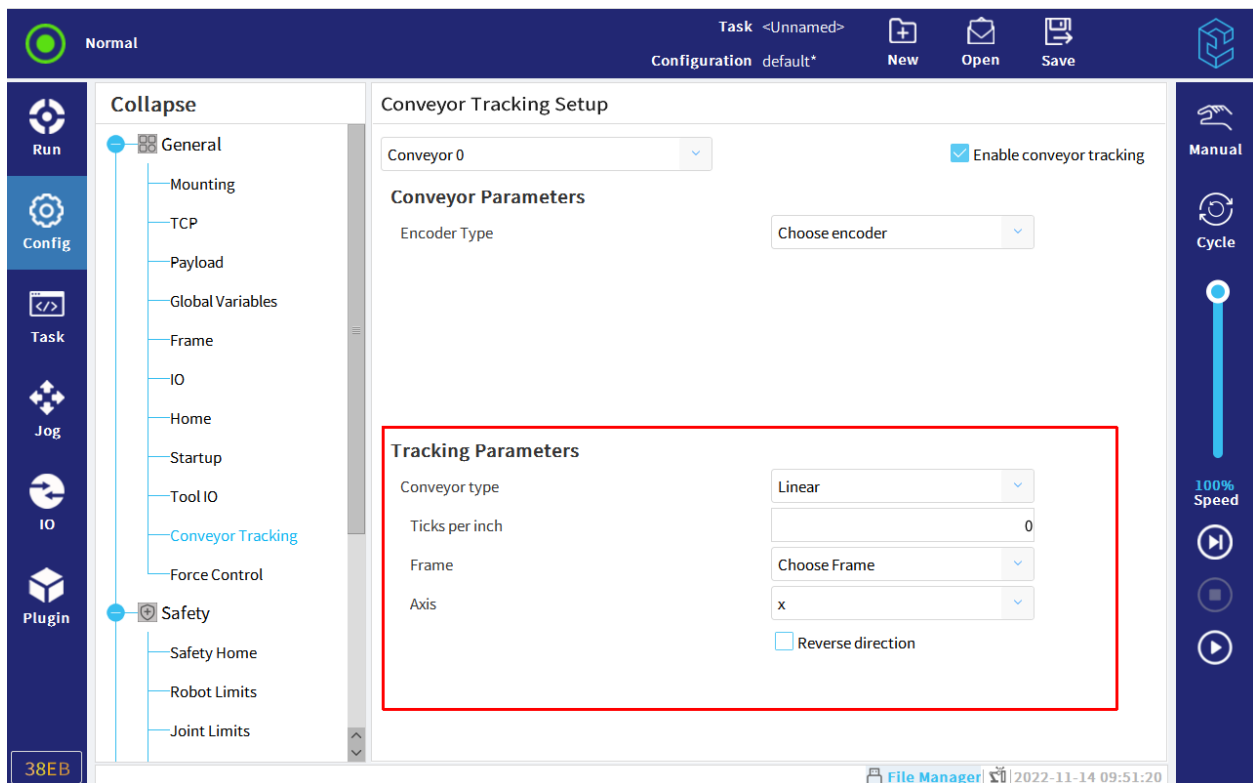 Normal
Task <Unnamed>
Configuration default*
New
Open
Save
Run
Config
Task
Jog
IO
Plugin
38EB
Collapse
General
Mounting
TCP
Payload
Global Variables
Frame
IO
Home
Startup
Tool IO
Conveyor Tracking
Force Control
Safety
Safety Home
Robot Limits
Joint Limits
Conveyor Tracking Setup
Conveyor 0
Enable conveyor tracking
Conveyor Parameters
Encoder Type Choose encoder
Tracking Parameters
Conveyor type Linear
Ticks per inch 0
Frame Choose Frame
Axis x
Reverse direction
File Manager 2022-11-14 09:51:20
Manual
Cycle
100%
Speed